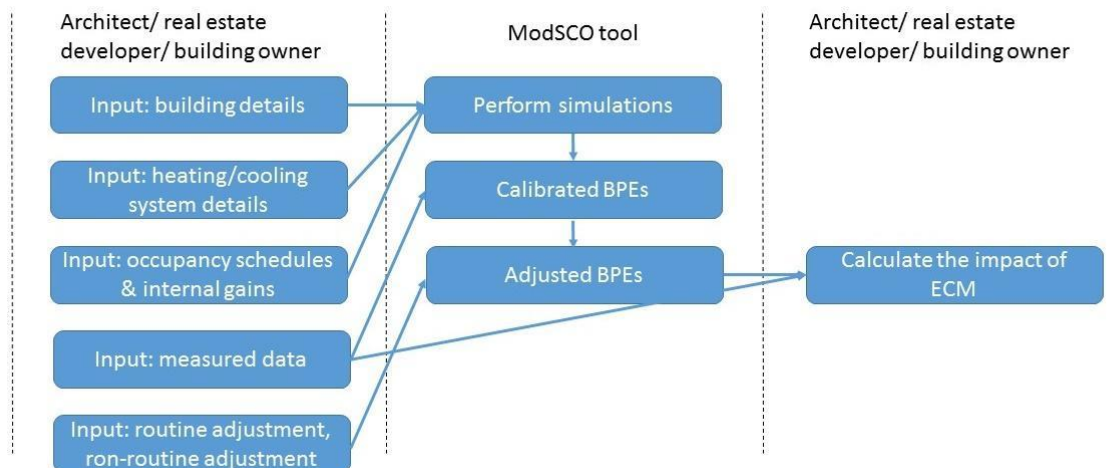 Architect/ real estate
developer/ building owner
ModSCO tool
Architect/ real estate
developer/ building owner
Input: building details
Perform simulations
Input: heating/cooling
system details
Calibrated BPEs
Input: occupancy schedules
& internal gains
Adjusted BPEs
Calculate the impact of
ECM
Input: measured data
Input: routine adjustment,
ron-routine adjustment